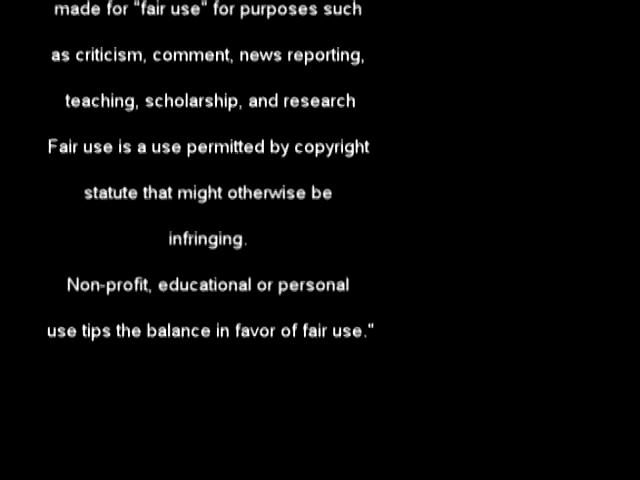 made for "fair use" for purposes such
as criticism, comment, news reporting,
teaching, scholarship, and research
Fair use is a use permitted by copyright
statute that might otherwise be
infringing.
Non-profit, educational or personal
use tips the balance in favor of fair use."